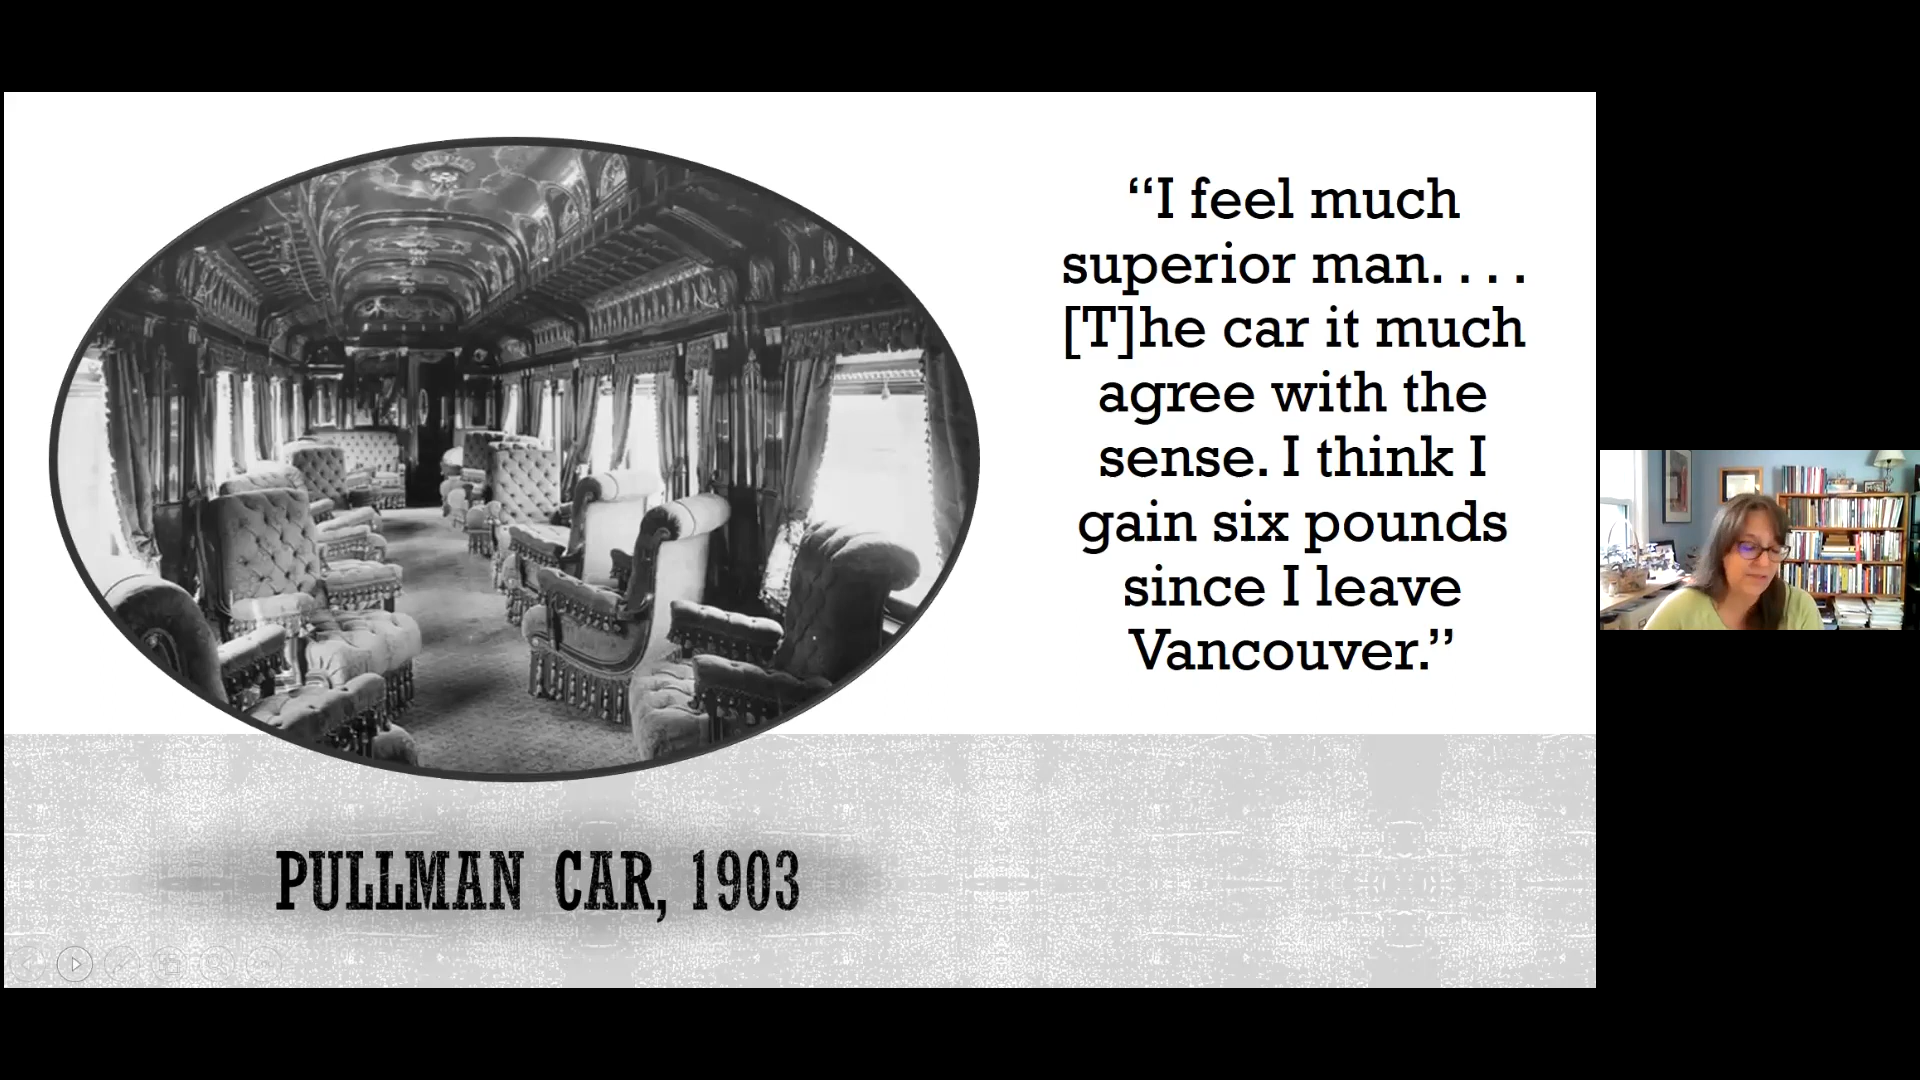 “I feel much
superior man. . . .
[T]he car it much
agree with the
sense. I think I
gain six pounds
since I leave
Vancouver.”
PULLMAN CAR, 1903